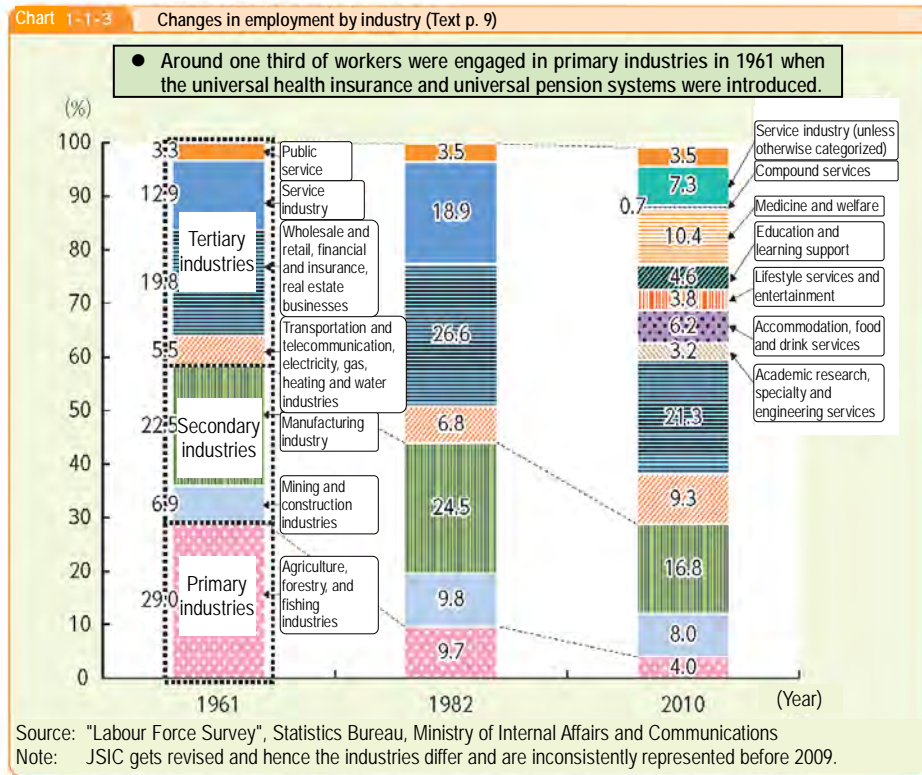 Chart 1-1-3 Changes in employment by industry (Text p. 9)
● Around one third of workers were engaged in primary industries in 1961 when
the universal health insurance and universal pension systems were introduced.
(%)
100
90
80
70
60
50
40
30
20
10
0
3.3
12.9
19.8
5.5
22.5
6.9
29.0
Tertiary
industries
Secondary
industries
Primary
industries
Public
service
Service
industry
Wholesale and
retail, financial
and insurance,
real estate
businesses
Transportation and
telecommunication,
electricity, gas,
heating and water
industries
Manufacturing
industry
Mining and
construction
industries
Agriculture,
forestry, and
fishing
industries
3.5
18.9
26.6
6.8
24.5
9.8
9.7
3.5
7.3
0.7
10.4
4.6
3.8
6.2
3.2
21.3
9.3
16.8
8.0
4.0
Service industry (unless
otherwise categorized)
Compound services
Medicine and welfare
Education and
learning support
Lifestyle services and
entertainment
Accommodation, food
and drink services
Academic research,
specialty and
engineering services
1961
1982
2010
(Year)
Source: "Labour Force Survey", Statistics Bureau, Ministry of Internal Affairs and Communications
Note: JSIC gets revised and hence the industries differ and are inconsistently represented before 2009.